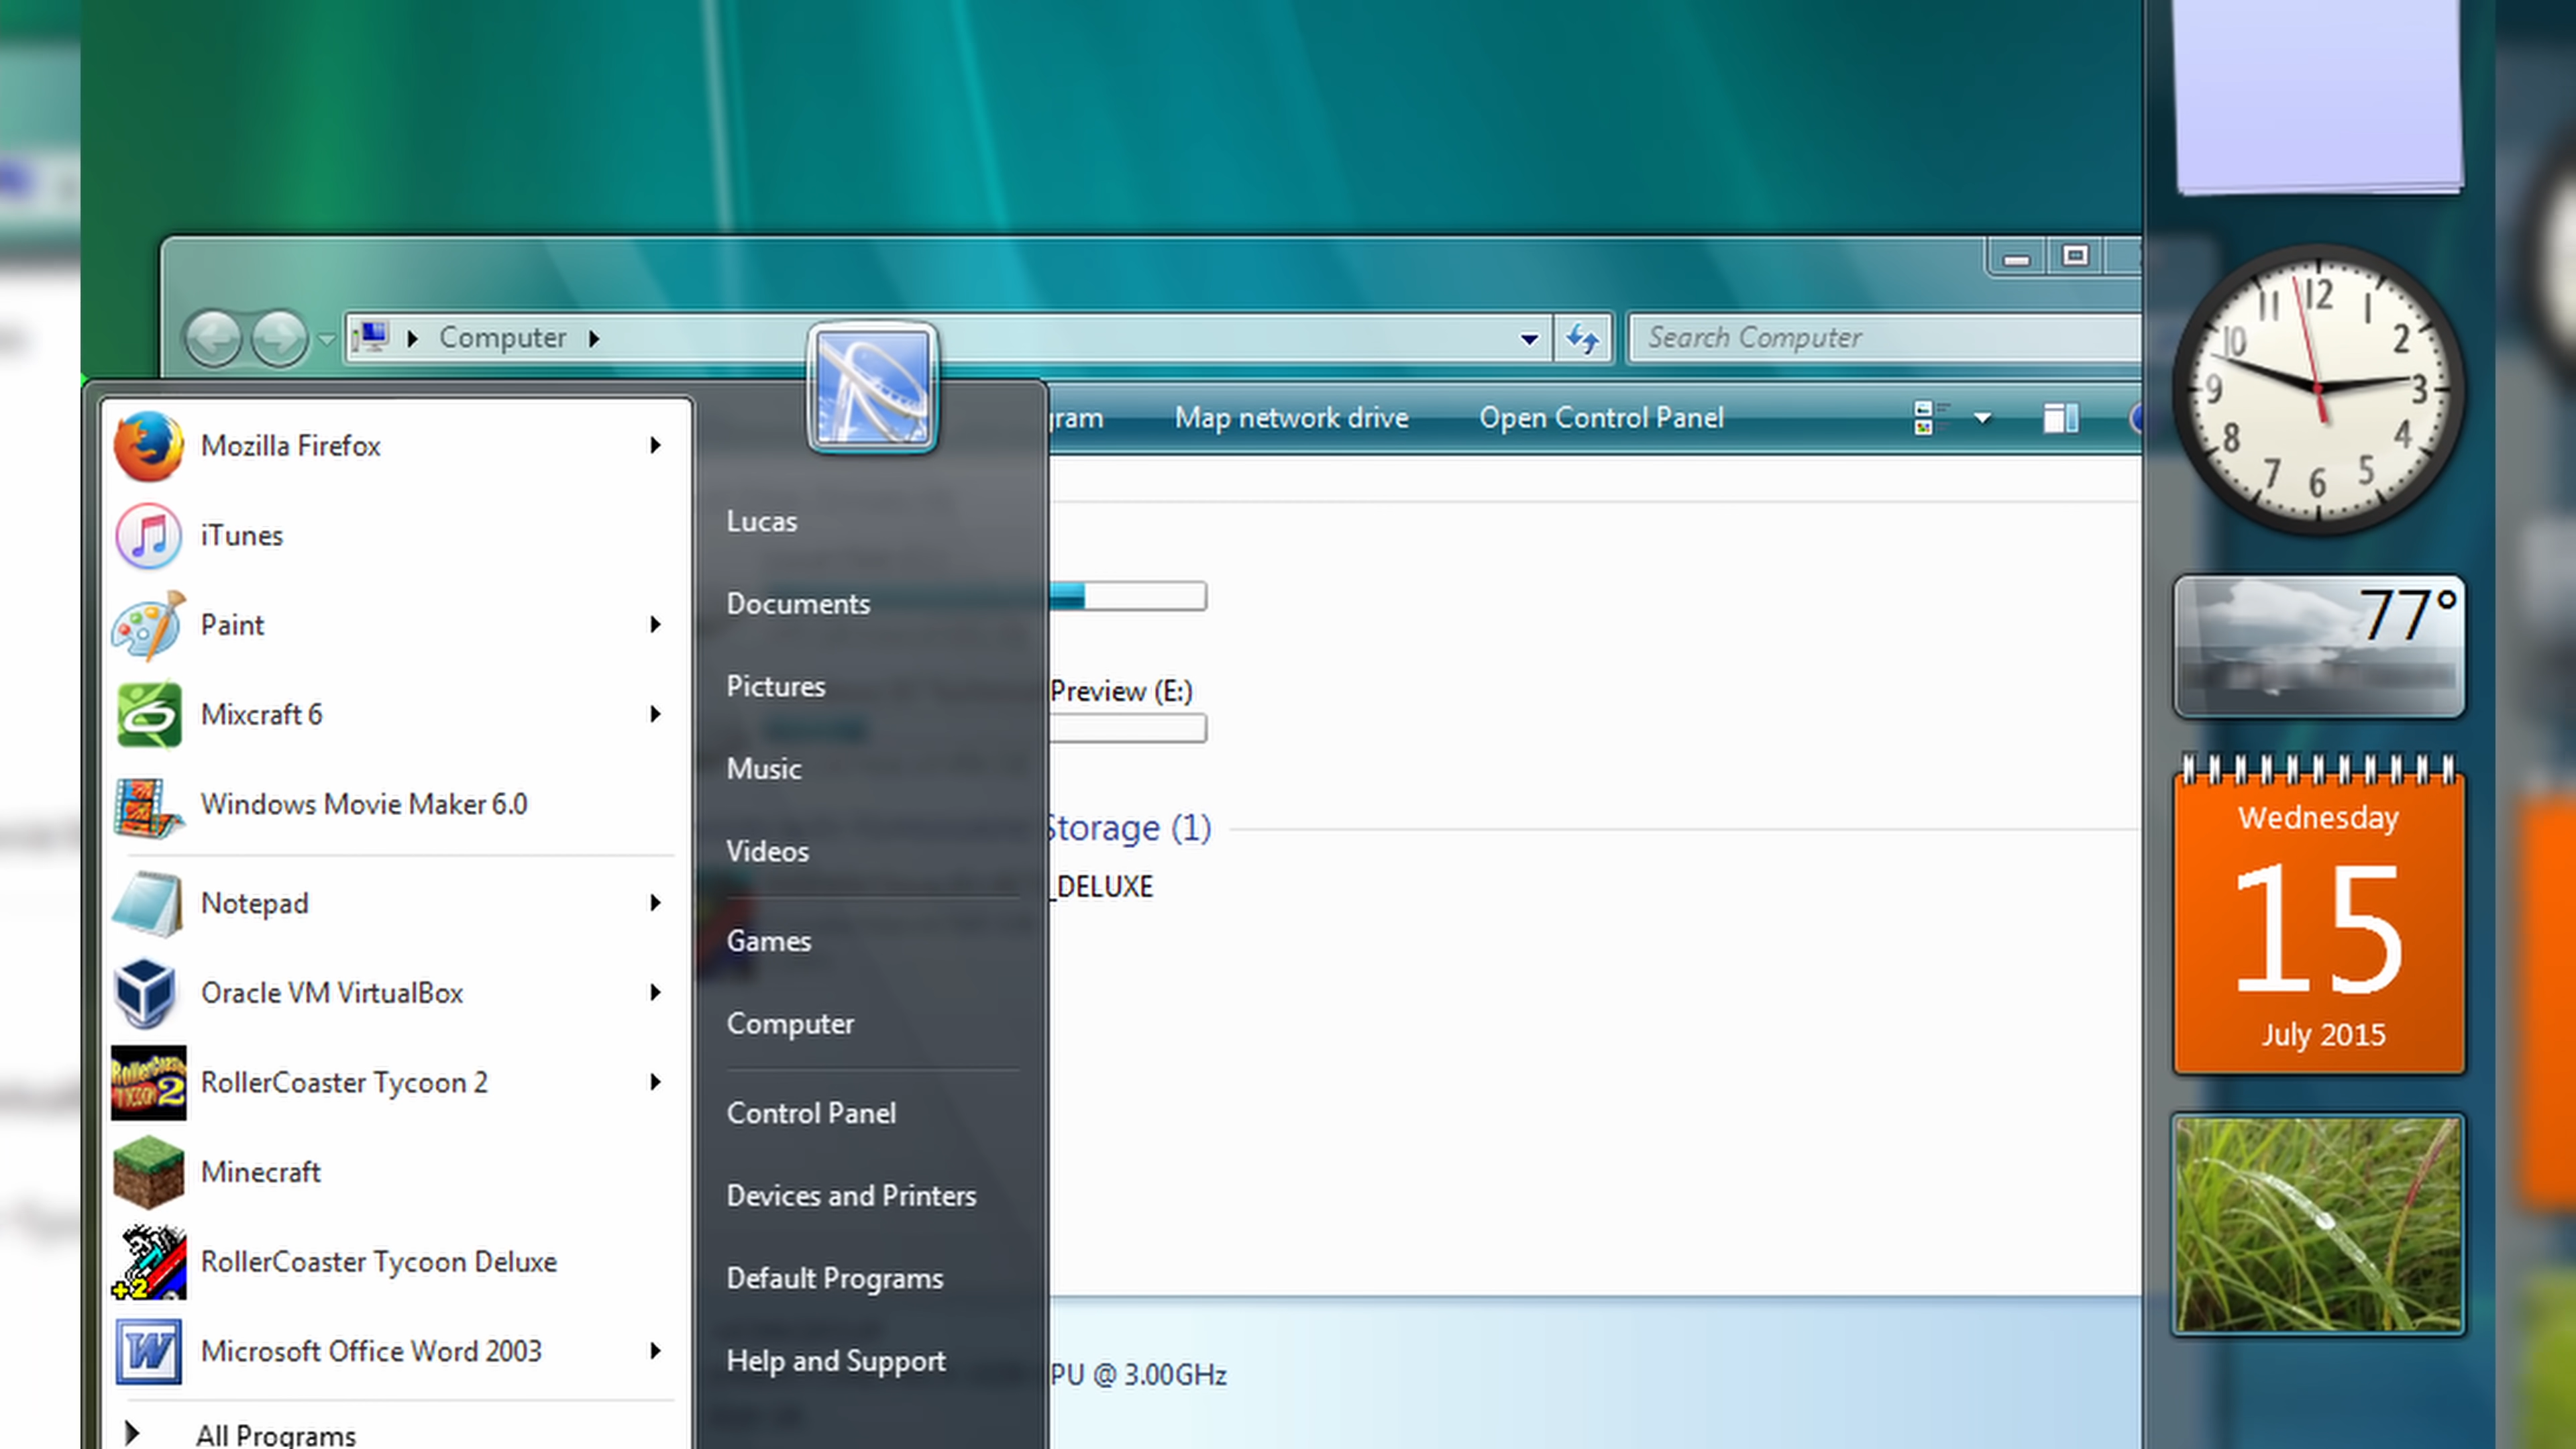 Computer
Search Computer
gram
Map network drive
Open Control Panel
Mozilla Firefox
iTunes
Paint
Mixcraft 6
Windows Movie Maker 6.0
Notepad
Oracle VM VirtualBox
RollerCoaster Tycoon 2
Minecraft
RollerCoaster Tycoon Deluxe
+2
Microsoft Office Word 2003
All Programs
Lucas
Documents
Pictures
Music
Videos
Games
Computer
Control Panel
Devices and Printers
Default Programs
Help and Support
Preview (E:)
Storage (1)
_DELUXE
PU @ 3.00GHz
12
1
2
3
4
5
6
7
8
9
10
11
77°
Wednesday
15
July 2015